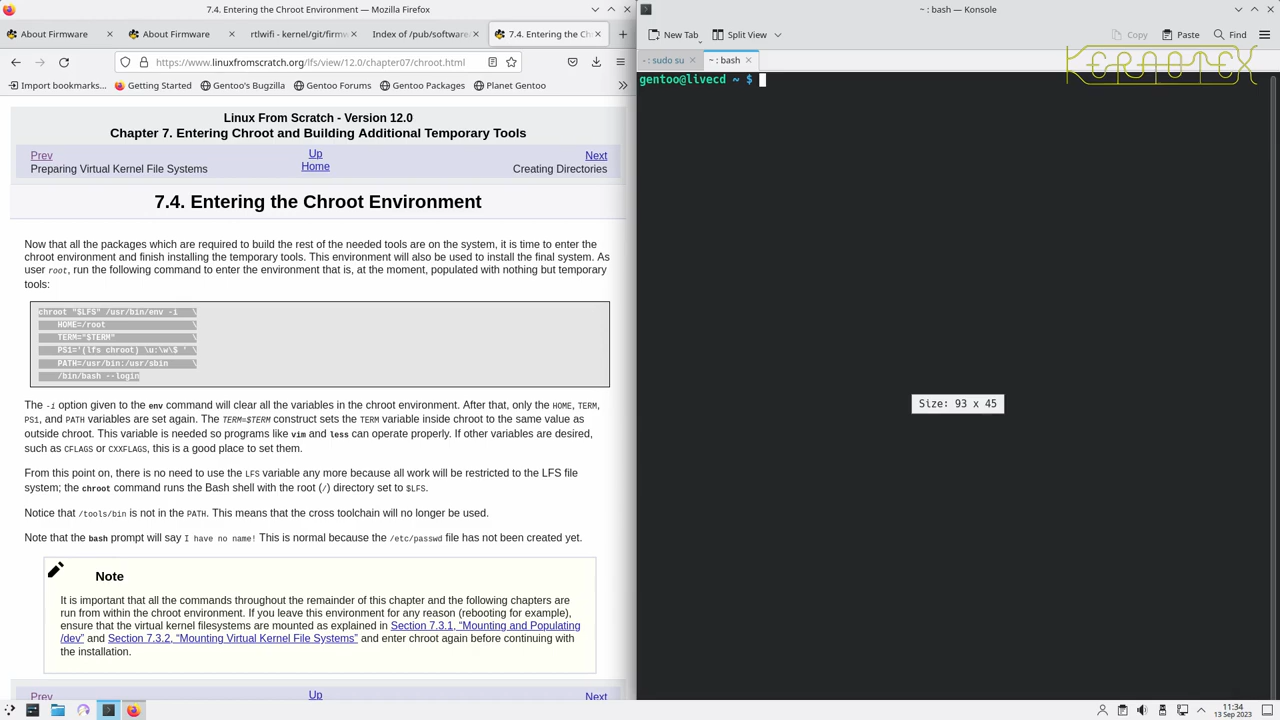 7.4. Entering the Chroot Environment — Mozilla Firefox
About Firmware
About Firmware
rtlwifi - kernel/git/firmw
Index of /pub/software
7.4. Entering the Ch
https://www.linuxfromscratch.org/lfs/view/12.0/chapter07/chroot.html
Import bookmarks...
Getting Started
Gentoo's Bugzilla
Gentoo Forums
Gentoo Packages
Planet Gentoo
Linux From Scratch - Version 12.0
Chapter 7. Entering Chroot and Building Additional Temporary Tools
Prev
Up
Next
Preparing Virtual Kernel File Systems
Home
Creating Directories
7.4. Entering the Chroot Environment
Now that all the packages which are required to build the rest of the needed tools are on the system, it is time to enter the
chroot environment and finish installing the temporary tools. This environment will also be used to install the final system. As
user root, run the following command to enter the environment that is, at the moment, populated with nothing but temporary
tools:
chroot "$LFS" /usr/bin/env -i \
HOME=/root \
TERM="$TERM" \
PS1='(lfs chroot) \u:\w\$ ' \
PATH=/usr/bin:/usr/sbin \
/bin/bash --login
The -i option given to the env command will clear all the variables in the chroot environment. After that, only the HOME, TERM,
PS1, and PATH variables are set again. The TERM=$TERM construct sets the TERM variable inside chroot to the same value as
outside chroot. This variable is needed so programs like vim and less can operate properly. If other variables are desired,
such as CFLAGS or CXXFLAGS, this is a good place to set them.
From this point on, there is no need to use the LFS variable any more because all work will be restricted to the LFS file
system; the chroot command runs the Bash shell with the root (/) directory set to $LFS.
Notice that /tools/bin is not in the PATH. This means that the cross toolchain will no longer be used.
Note that the bash prompt will say I have no name! This is normal because the /etc/passwd file has not been created yet.
Note
It is important that all the commands throughout the remainder of this chapter and the following chapters are
run from within the chroot environment. If you leave this environment for any reason (rebooting for example),
ensure that the virtual kernel filesystems are mounted as explained in Section 7.3.1, “Mounting and Populating
/dev” and Section 7.3.2, “Mounting Virtual Kernel File Systems” and enter chroot again before continuing with
the installation.
Prev
Up
Next
~ : bash — Konsole
New Tab
Split View
Copy
Paste
Find
~ : sudo su
~ : bash
KERNOTEX
gentoo@livecd ~ $
Size: 93 x 45
11:34
13 Sep 2023